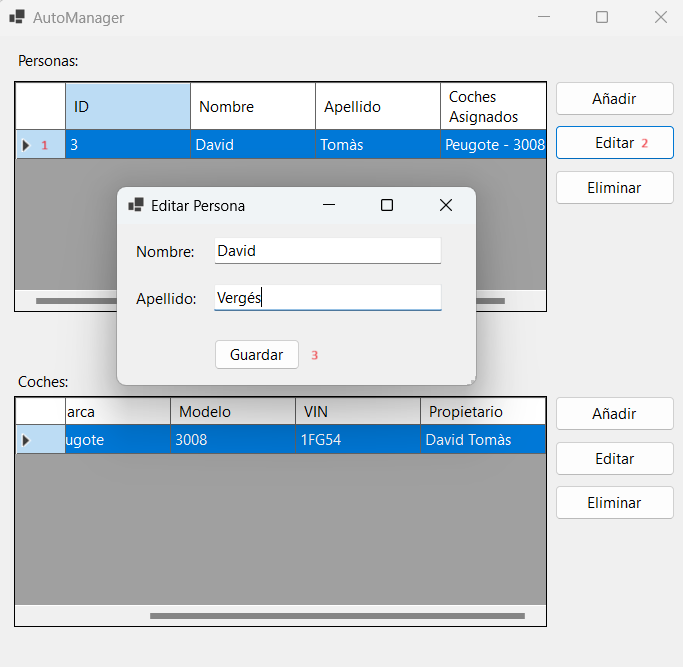 AutoManager
Personas:
ID Nombre Apellido Coches Asignados
1 3 David Tomàs Peugote - 3008
Añadir
Editar 2
Eliminar
Editar Persona
Nombre: David
Apellido: Vergés
Guardar 3
Coches:
arca Modelo VIN Propietario
ugote 3008 1FG54 David Tomàs
Añadir
Editar
Eliminar